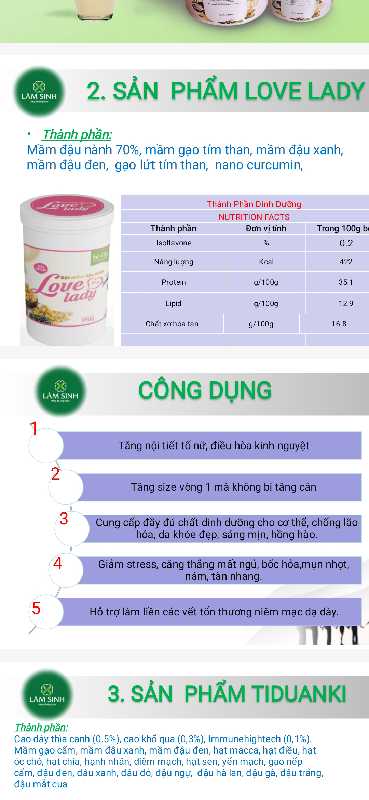 LÂM SINH
2. SẢN PHẨM LOVE LADY
• Thành phần:
Mầm đậu nành 70%, mầm gạo tím than, mầm đậu xanh,
mầm đậu đen, gạo lứt tím than, nano curcumin,
Love
lady
Thành Phần Dinh Dưỡng
NUTRITION FACTS
Thành phần Đơn vị tính Trong 100g b
Isoflavone % 0.2
Năng lượng Kcal 422
Protein g/100g 35.1
Lipid g/100g 12.9
Chất xơ hòa tan g/100g 16.8
LÂM SINH
CÔNG DỤNG
1
Tăng nội tiết tố nữ, điều hòa kinh nguyệt
2
Tăng size vòng 1 mà không bị tăng cân
3
Cung cấp đầy đủ chất dinh dưỡng cho cơ thể, chống lão
hóa, da khỏe đẹp, sáng mịn, hồng hào.
4
Giảm stress, căng thẳng mất ngủ, bốc hỏa,mụn nhọt,
nám, tàn nhang.
5
Hỗ trợ làm liền các vết tổn thương niêm mạc dạ dày.
LÂM SINH
3. SẢN PHẨM TIDUANKI
Thành phần:
Cao dây thìa canh (0,5%), cao khổ qua (0,3%), Immunehightech (0,1%),
Mầm gạo cẩm, mầm đậu xanh, mầm đậu đen, hạt mắcca, hạt điều, hạt
óc chó, hạt chia, hạnh nhân, diêm mạch, hạt sen, yến mạch, gạo nếp
cẩm, đậu đen, đậu xanh, đậu đỏ, đậu ngự, đậu hà lan, đậu gà, đậu trắng,
đậu mắt cua